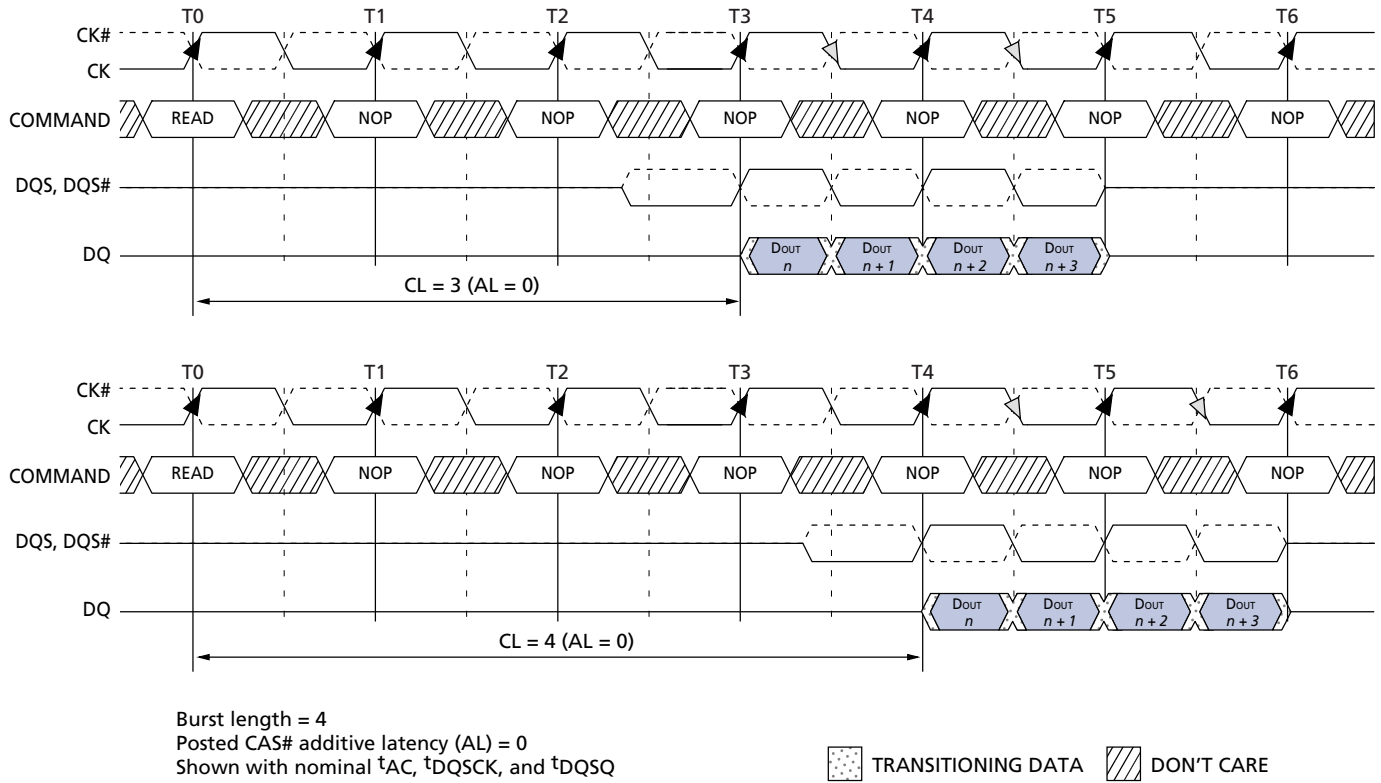 T0 T1 T2 T3 T4 T5 T6
CK#
CK
COMMAND READ NOP NOP NOP NOP NOP NOP
DQS, DQS#
DQ DOUT n DOUT n + 1 DOUT n + 2 DOUT n + 3
CL = 3 (AL = 0)
T0 T1 T2 T3 T4 T5 T6
CK#
CK
COMMAND READ NOP NOP NOP NOP NOP NOP
DQS, DQS#
DQ DOUT n DOUT n + 1 DOUT n + 2 DOUT n + 3
CL = 4 (AL = 0)
Burst length = 4
Posted CAS# additive latency (AL) = 0
Shown with nominal tAC, tDQSCK, and tDQSQ
TRANSITIONING DATA DON'T CARE